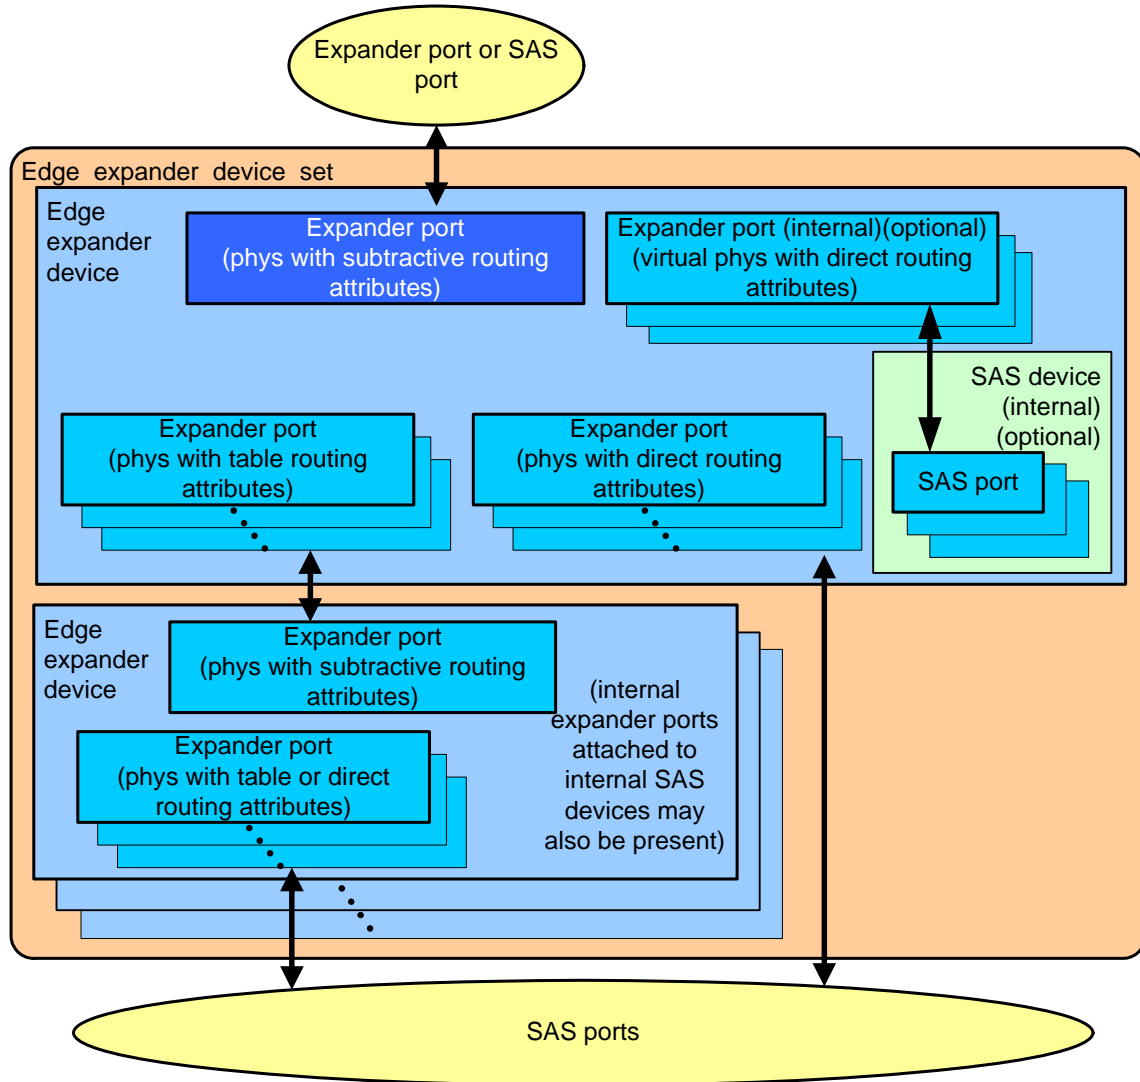 Expander port or SAS
port
Edge expander device set
Edge
expander
device
Expander port
(phys with subtractive routing
attributes)
Expander port (internal)(optional)
(virtual phys with direct routing
attributes)
SAS device
(internal)
(optional)
SAS port
Expander port
(phys with table routing
attributes)
Expander port
(phys with direct routing
attributes)
Edge
expander
device
Expander port
(phys with subtractive routing
attributes)
(internal
expander ports
attached to
internal SAS
devices may
also be present)
Expander port
(phys with table or direct
routing attributes)
SAS ports